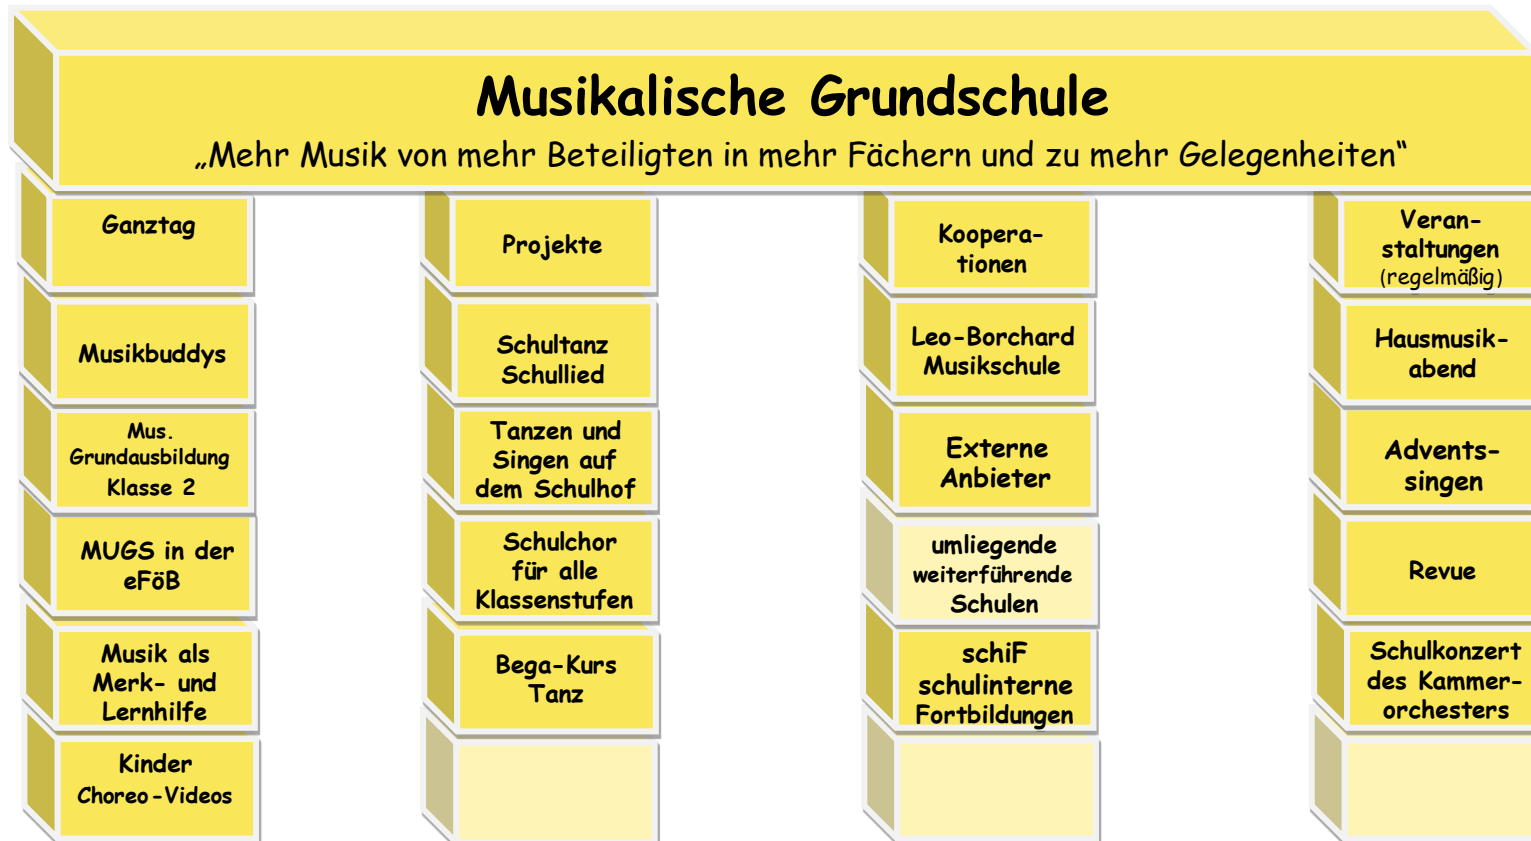 Musikalische Grundschule
„Mehr Musik von mehr Beteiligten in mehr Fächern und zu mehr Gelegenheiten“
Ganztag
Musikbuddys
Mus.
Grundausbildung
Klasse 2
MUGS in der
eFöB
Musik als
Merk- und
Lernhilfe
Kinder
Choreo-Videos
Projekte
Schultanz
Schullied
Tanzen und
Singen auf
dem Schulhof
Schulchor
für alle
Klassenstufen
Bega-Kurs
Tanz
Koopera-
tionen
Leo-Borchard
Musikschule
Externe
Anbieter
umliegende
weiterführende
Schulen
schiF
schulinterne
Fortbildungen
Veran-
staltungen
(regelmäßig)
Hausmusik-
abend
Advents-
singen
Revue
Schulkonzert
des Kammer-
orchesters